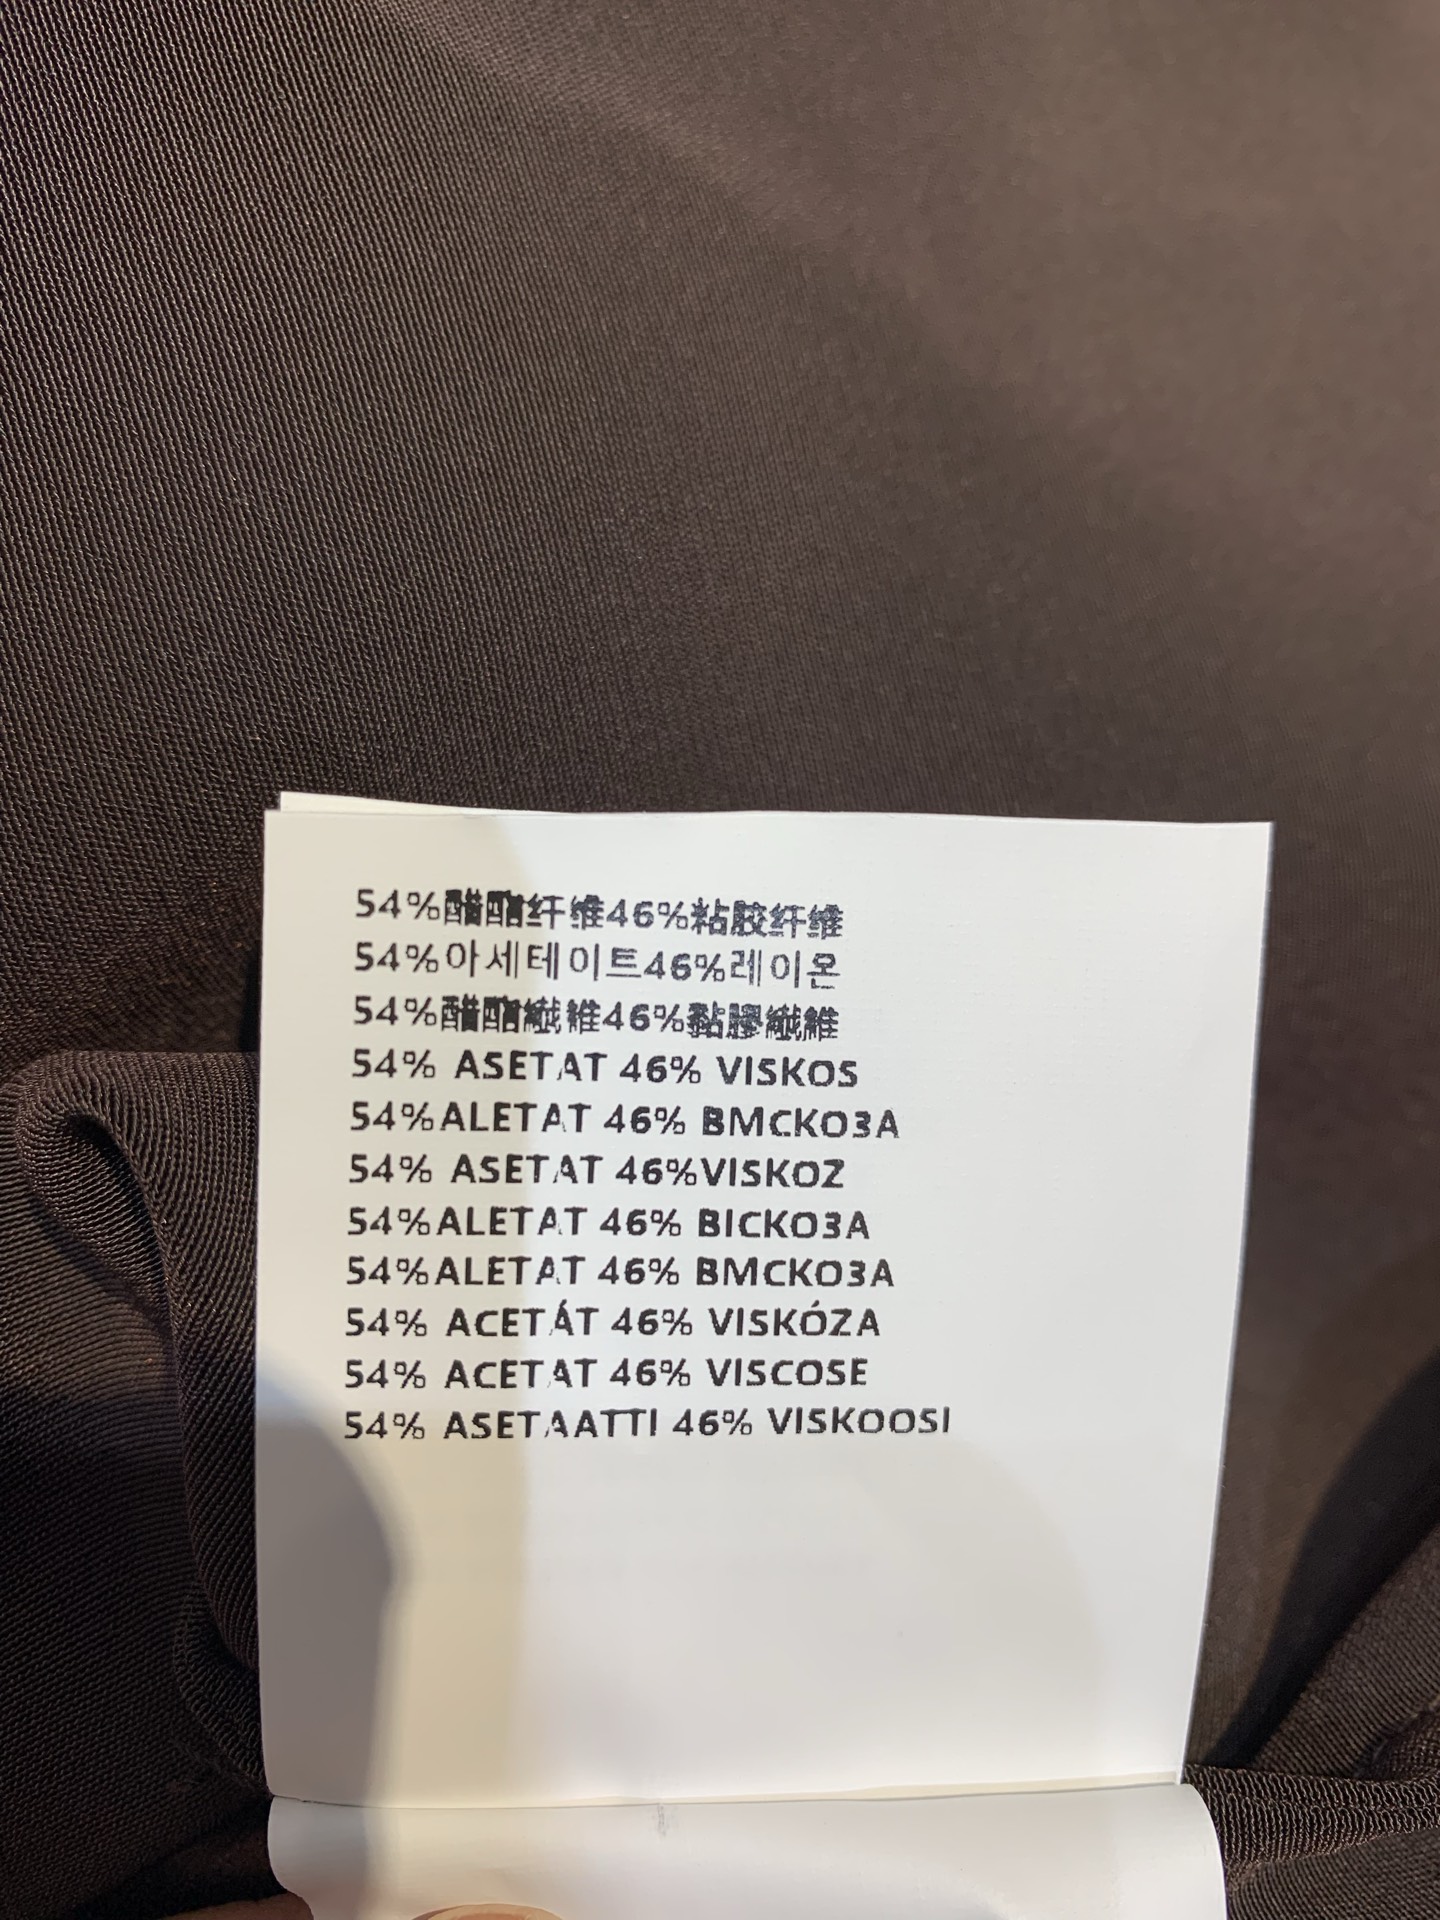 54%醋酯纤维46%粘胶纤维
54%아세테이트46%레이온
54%醋酯纖維46%黏膠纖維
54% ASETAT 46% VISKOS
54%ALETAT 46% BMCKO3A
54% ASETAT 46%VISKOZ
54%ALETAT 46% BICKO3A
54%ALETAT 46% BMCKO3A
54% ACETÁT 46% VISKÓZA
54% ACETAT 46% VISCOSE
54% ASETAATTI 46% VISKOOSI